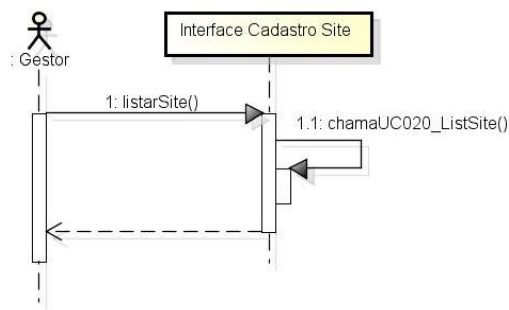 Interface Cadastro Site
: Gestor
1: listarSite()
1.1: chamaUC020_ListSite()